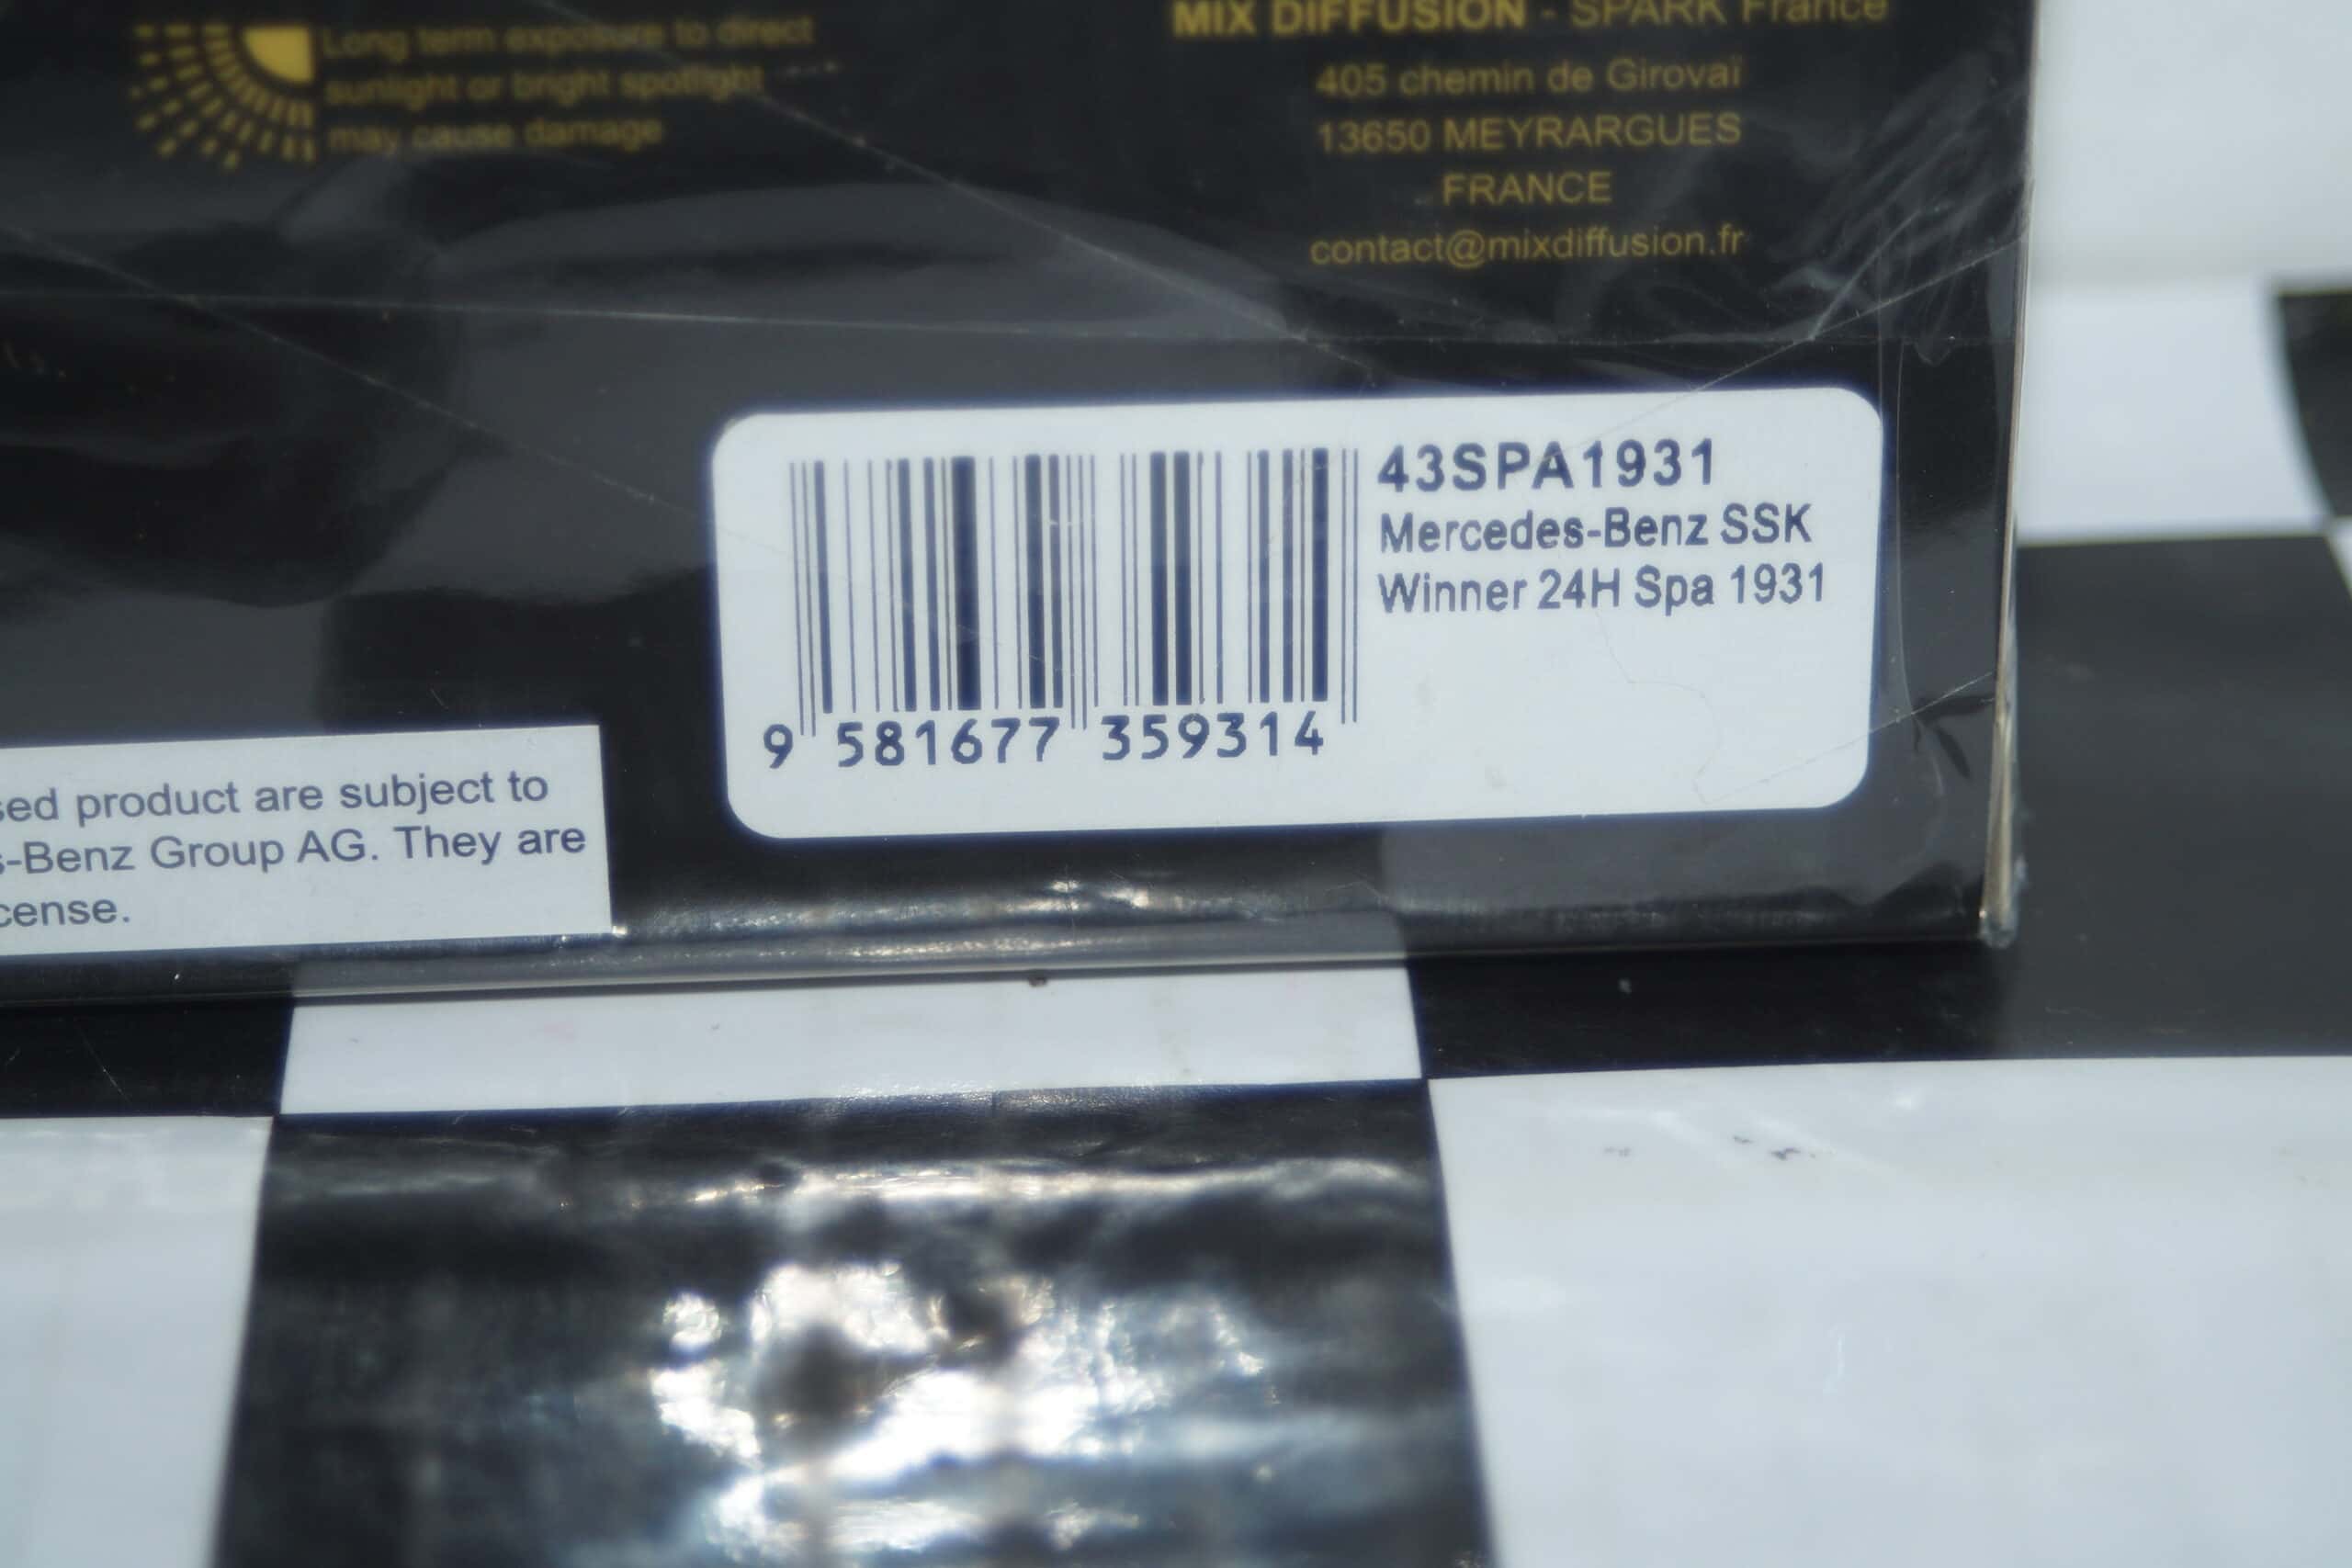 Long term exposure to direct
sunlight or bright spotlight
may cause damage
MIX DIFFUSION - SPARK France
405 chemin de Girovaï
13650 MEYRARGUES
FRANCE
contact@mixdiffusion.fr
43SPA1931
Mercedes-Benz SSK
Winner 24H Spa 1931
9 581677 359314
sed product are subject to
s-Benz Group AG. They are
cense.